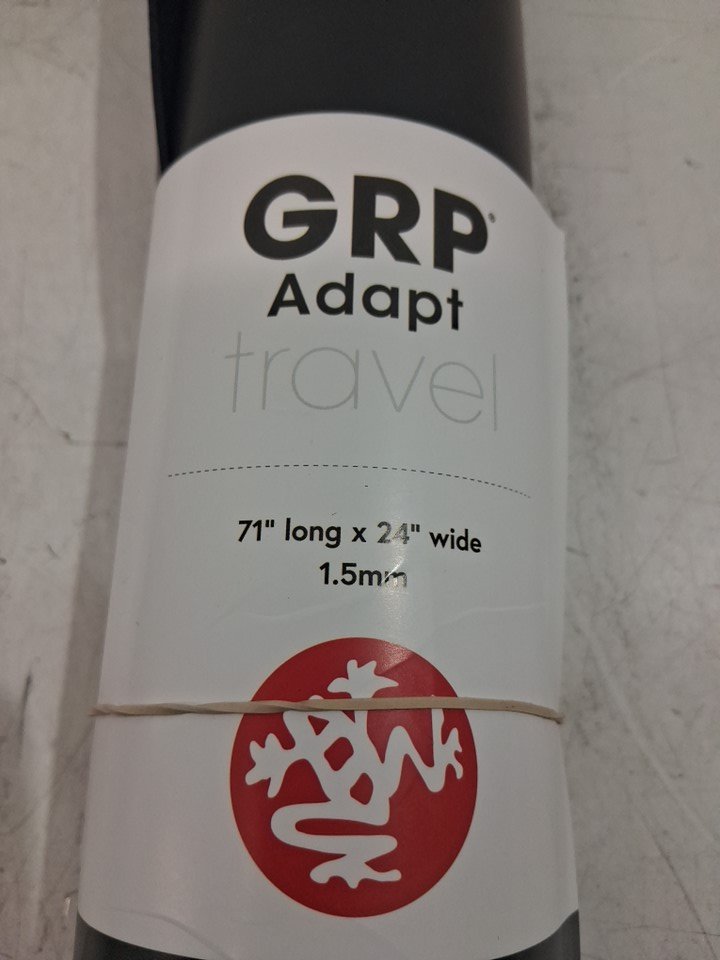 GRP®
Adapt
travel
71" long x 24" wide
1.5mm